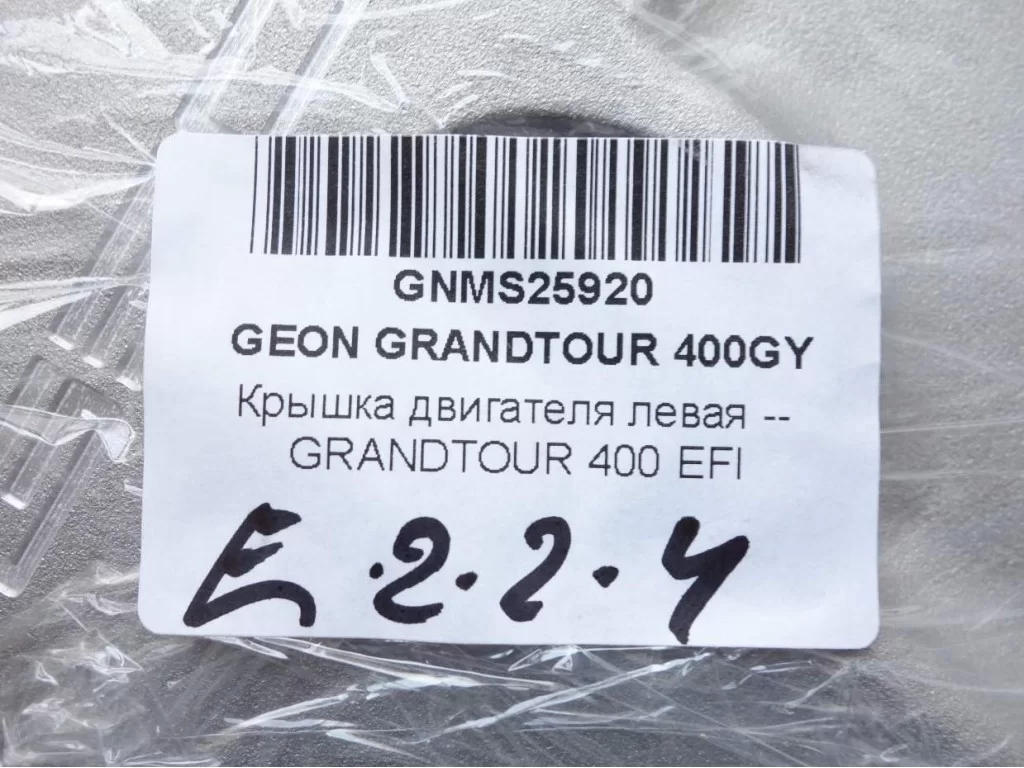 GNMS25920
GEON GRANDTOUR 400GY
Крышка двигателя левая --
GRANDTOUR 400 EFI
E.2.2.4